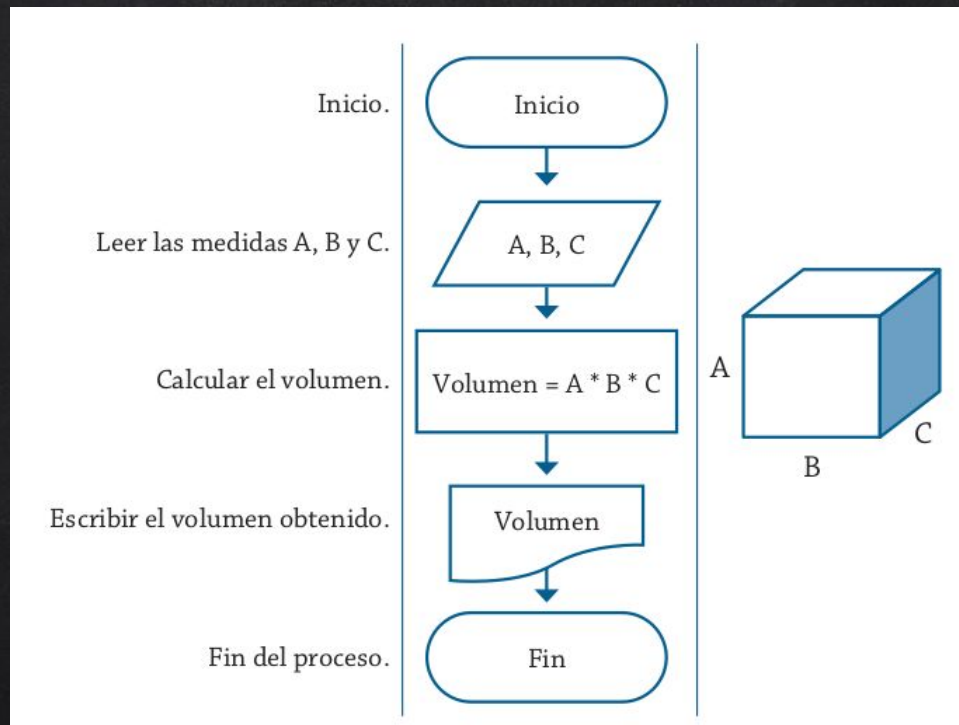 Inicio.
Inicio
Leer las medidas A, B y C.
A, B, C
Calcular el volumen.
Volumen = A * B * C
A
C
B
Escribir el volumen obtenido.
Volumen
Fin del proceso.
Fin